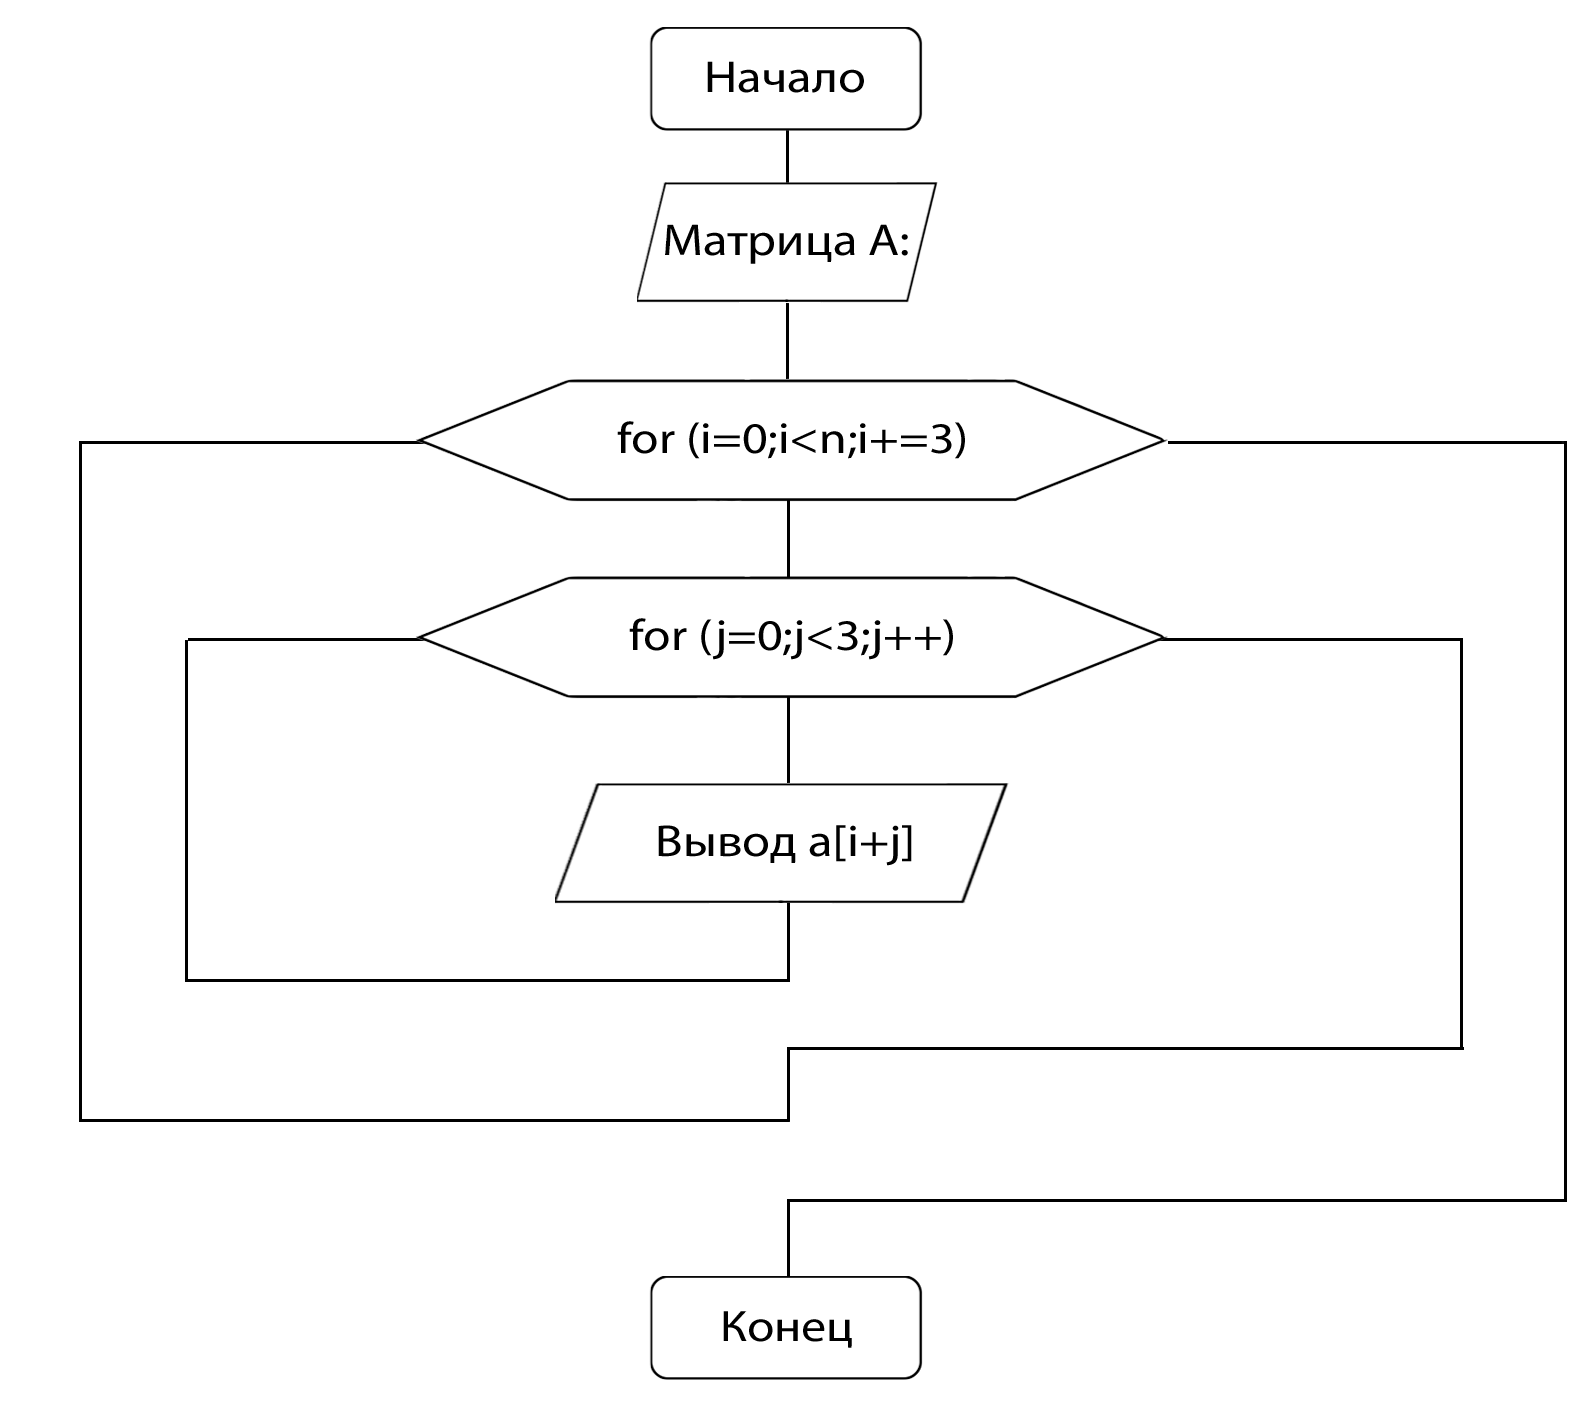 Начало
Матрица А:
for (i=0;i<n;i+=3)
for (j=0;j<3;j++)
Вывод a[i+j]
Конец